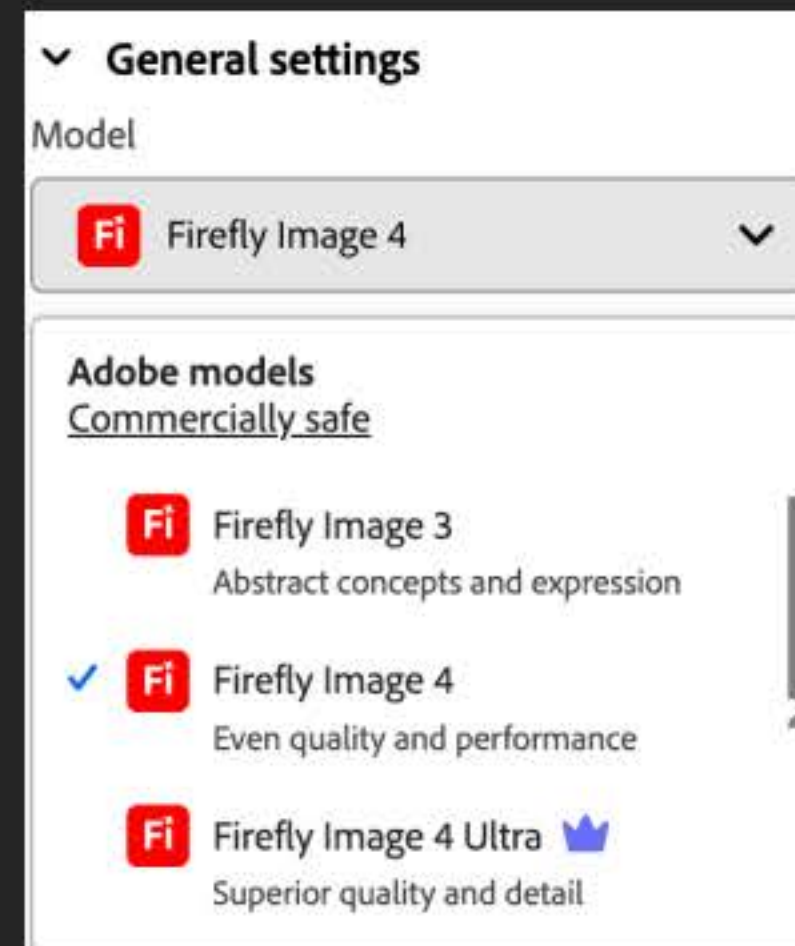 General settings
Model
Fi Firefly Image 4
Adobe models
Commercially safe
Fi Firefly Image 3
Abstract concepts and expression
Fi Firefly Image 4
Even quality and performance
Fi Firefly Image 4 Ultra
Superior quality and detail